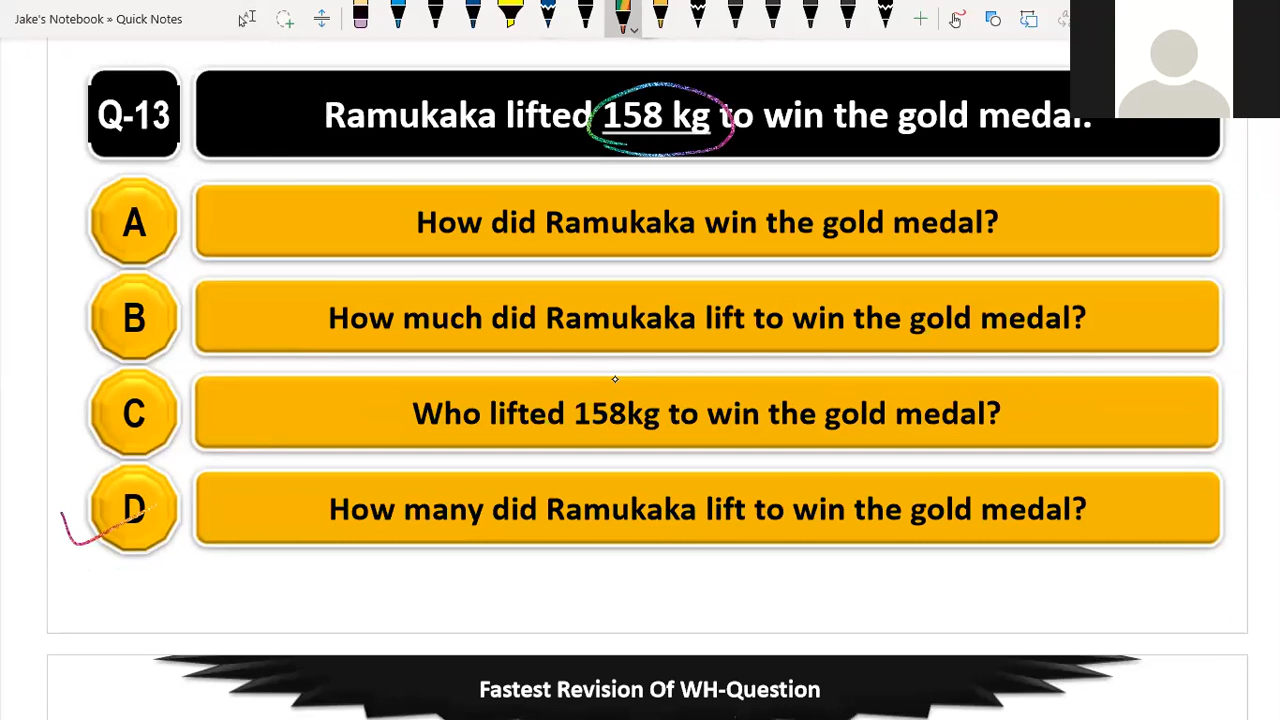 Jake's Notebook » Quick Notes
Q-13
Ramukaka lifted 158 kg to win the gold medal.
A
How did Ramukaka win the gold medal?
B
How much did Ramukaka lift to win the gold medal?
C
Who lifted 158kg to win the gold medal?
D
How many did Ramukaka lift to win the gold medal?
Fastest Revision Of WH-Question